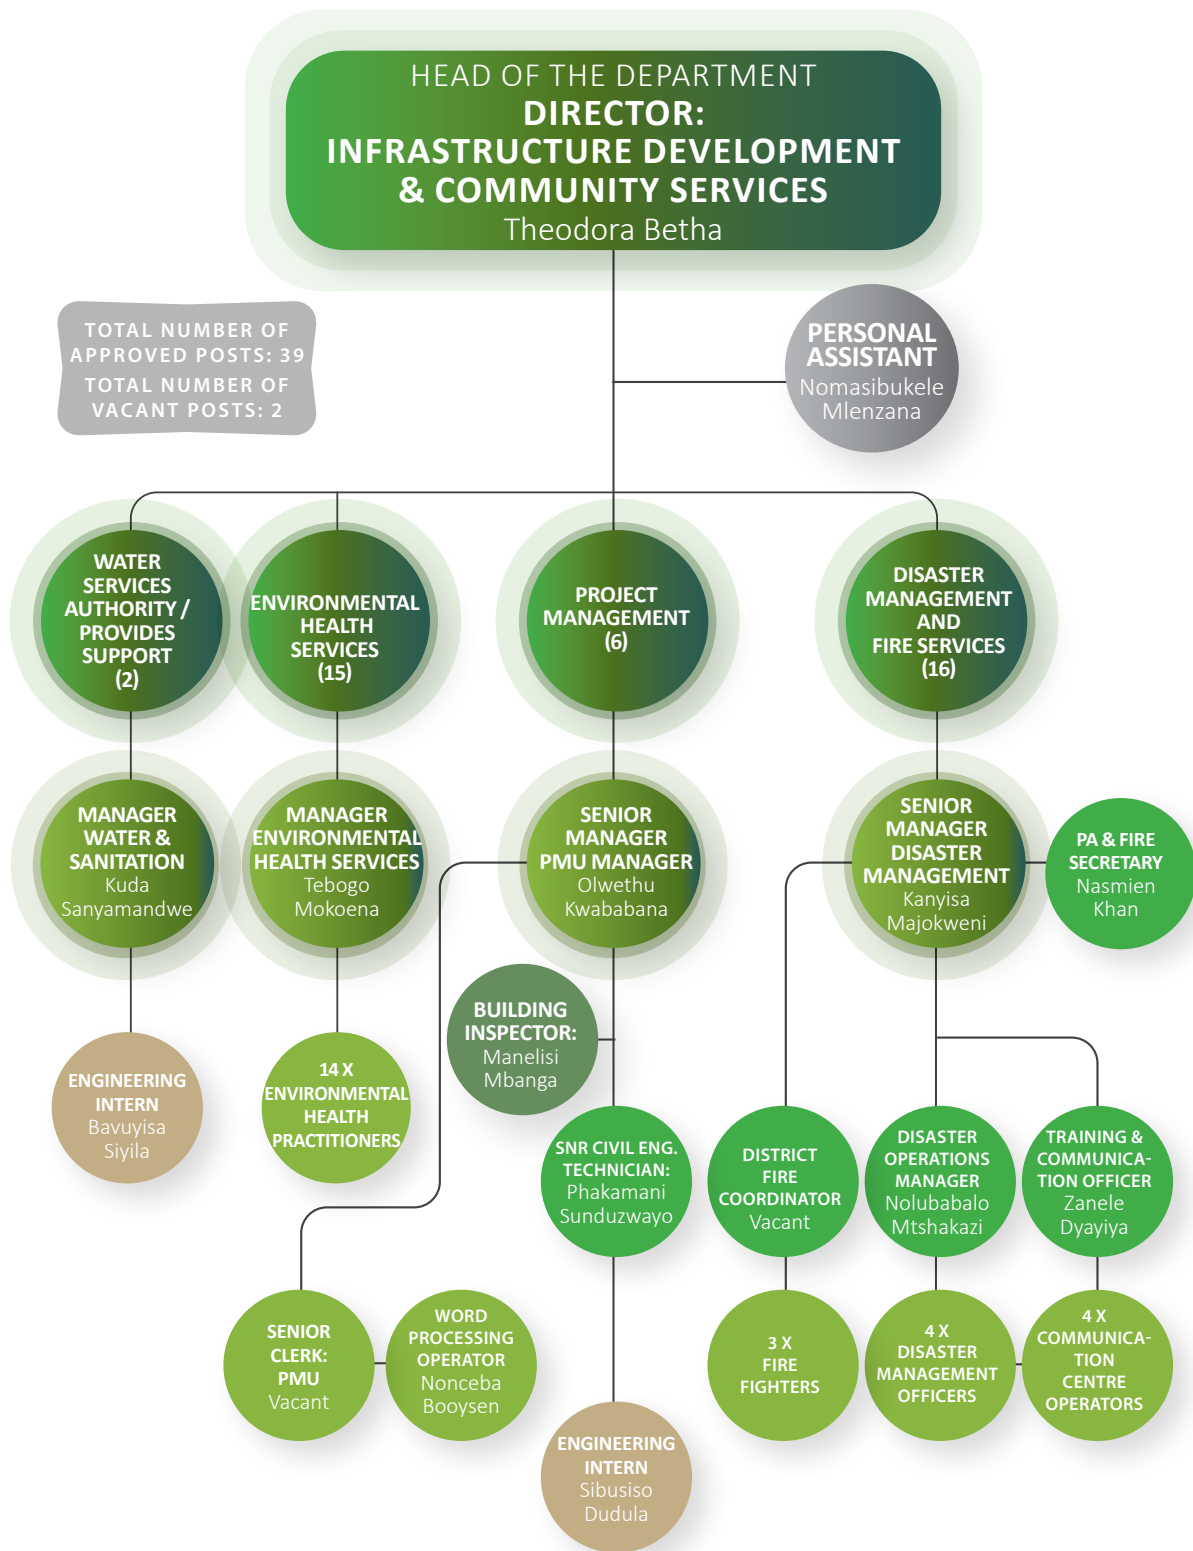 HEAD OF THE DEPARTMENT
DIRECTOR:
INFRASTRUCTURE DEVELOPMENT
& COMMUNITY SERVICES
Theodora Betha
TOTAL NUMBER OF
APPROVED POSTS: 39
TOTAL NUMBER OF
VACANT POSTS: 2
PERSONAL
ASSISTANT
Nomasibukele
Mlenzana
WATER
SERVICES
AUTHORITY /
PROVIDES
SUPPORT
(2)
ENVIRONMENTAL
HEALTH
SERVICES
(15)
PROJECT
MANAGEMENT
(6)
DISASTER
MANAGEMENT
AND
FIRE SERVICES
(16)
MANAGER
WATER &
SANITATION
Kuda
Sanyamandwe
MANAGER
ENVIRONMENTAL
HEALTH SERVICES
Tebogo
Mokoena
SENIOR
MANAGER
PMU MANAGER
Olwethu
Kwababana
SENIOR
MANAGER
DISASTER
MANAGEMENT
Kanyisa
Majokweni
PA & FIRE
SECRETARY
Nasmien
Khan
BUILDING
INSPECTOR:
Manelisi
Mbanga
ENGINEERING
INTERN
Bavuyisa
Siyila
14 X
ENVIRONMENTAL
HEALTH
PRACTITIONERS
SNR CIVIL ENG.
TECHNICIAN:
Phakamani
Sunduzwayo
DISTRICT
FIRE
COORDINATOR
Vacant
DISASTER
OPERATIONS
MANAGER
Nolubabalo
Mtshakazi
TRAINING &
COMMUNICA-
TION OFFICER
Zanele
Dyayiya
SENIOR
CLERK:
PMU
Vacant
WORD
PROCESSING
OPERATOR
Nonceba
Booysen
3 X
FIRE
FIGHTERS
4 X
DISASTER
MANAGEMENT
OFFICERS
4 X
COMMUNICA-
TION
CENTRE
OPERATORS
ENGINEERING
INTERN
Sibusiso
Dudula